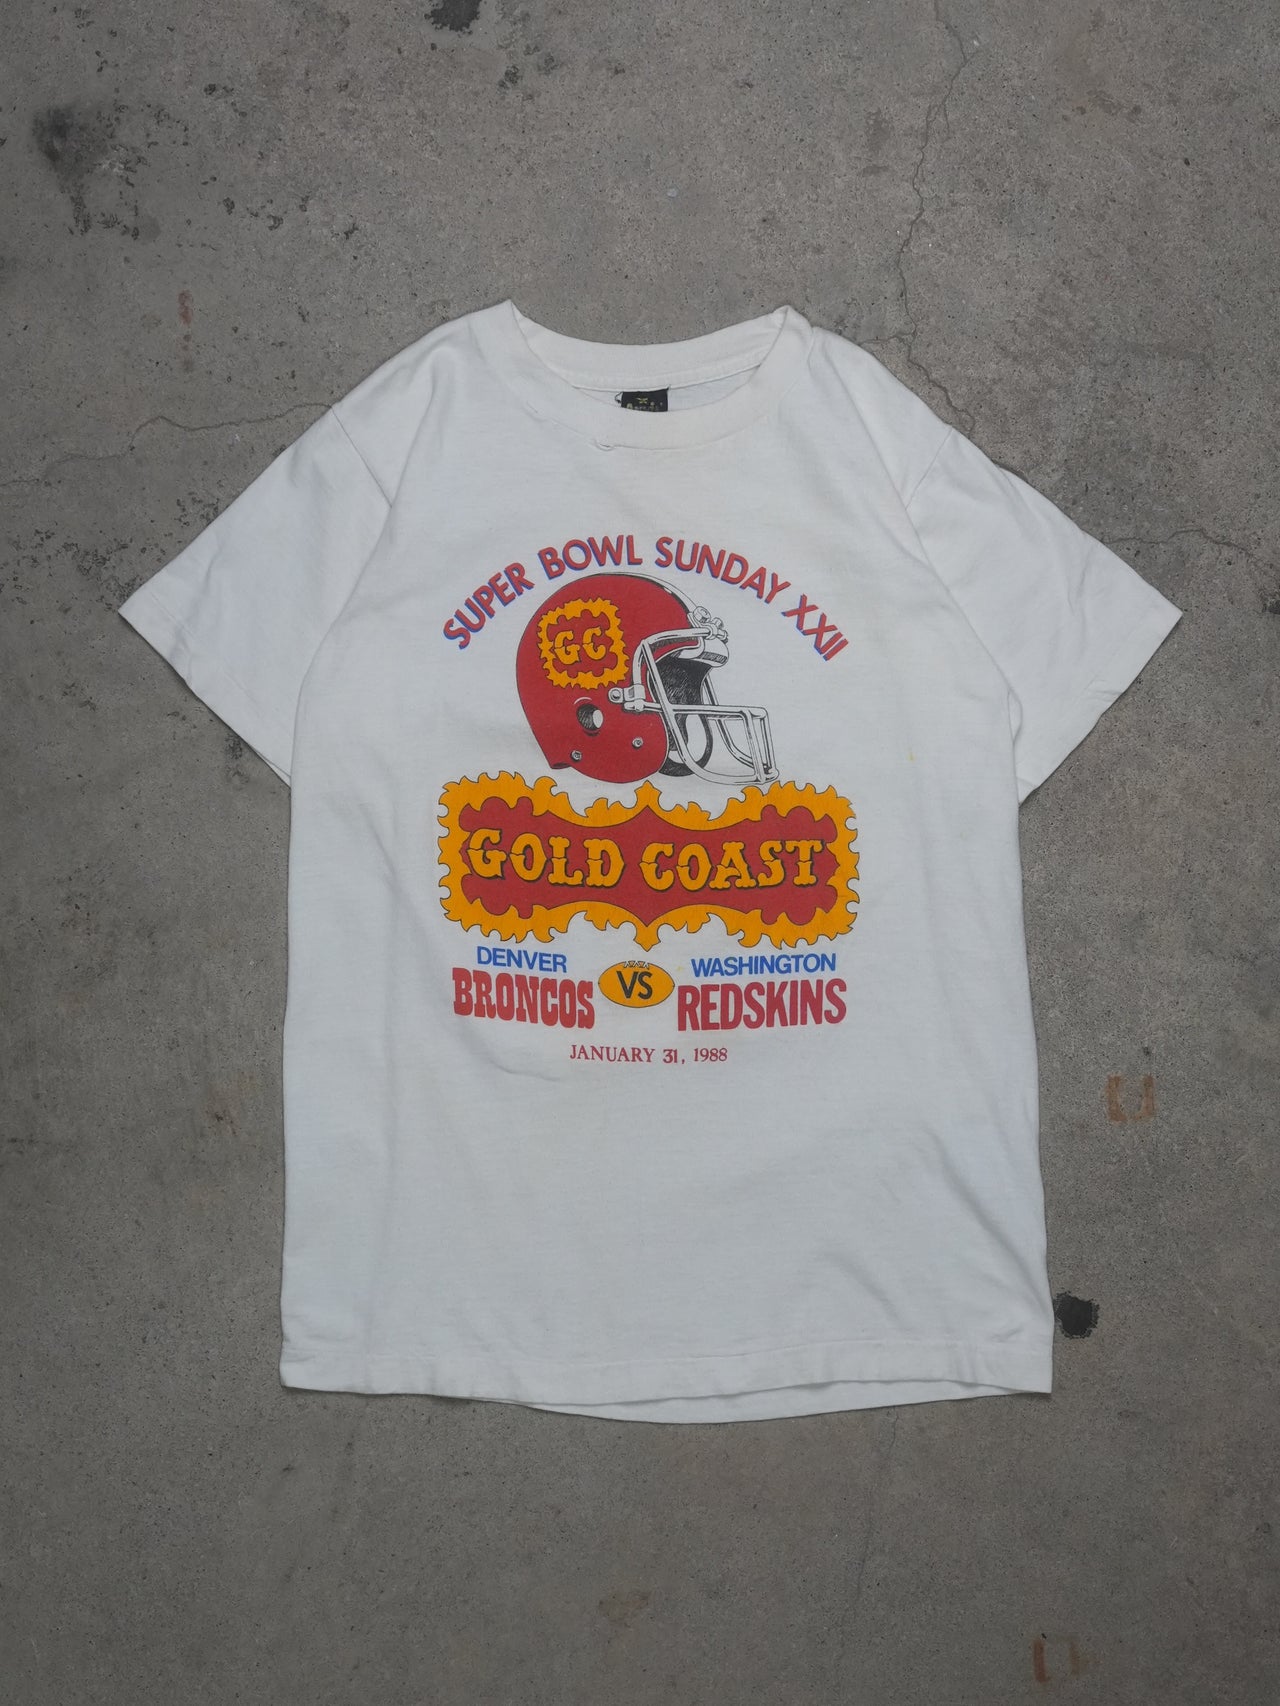 SUPER BOWL SUNDAY XXII
GC
GOLD COAST
DENVER
BRONCOS
VS
WASHINGTON
REDSKINS
JANUARY 31, 1988